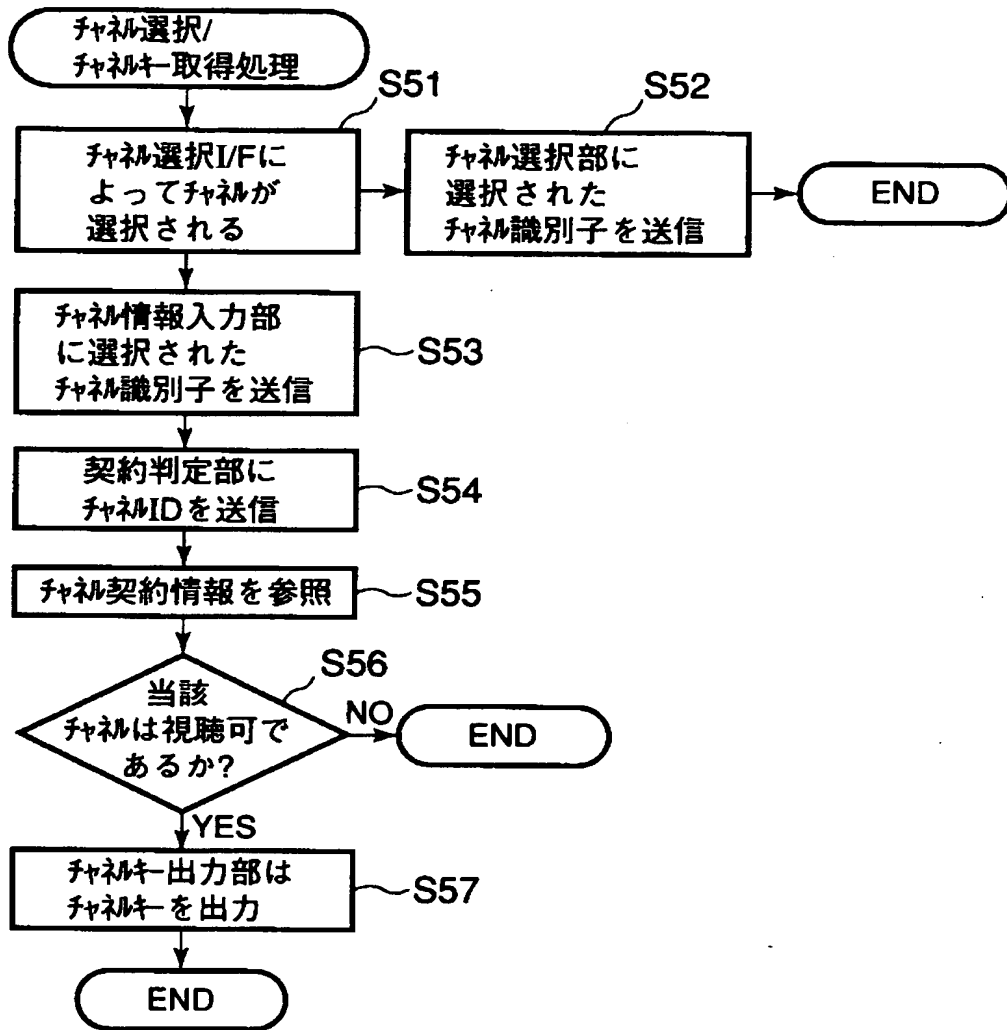 チャネル選択/
チャネルキー取得処理
S51
チャネル選択I/Fに
よってチャネルが
選択される
S52
チャネル選択部に
選択された
チャネル識別子を送信
END
チャネル情報入力部
に選択された
チャネル識別子を送信
S53
契約判定部に
チャネルIDを送信
S54
チャネル契約情報を参照
S55
S56
当該
チャネルは視聴可で
あるか?
NO
END
YES
チャネルキー出力部は
チャネルキーを出力
S57
END